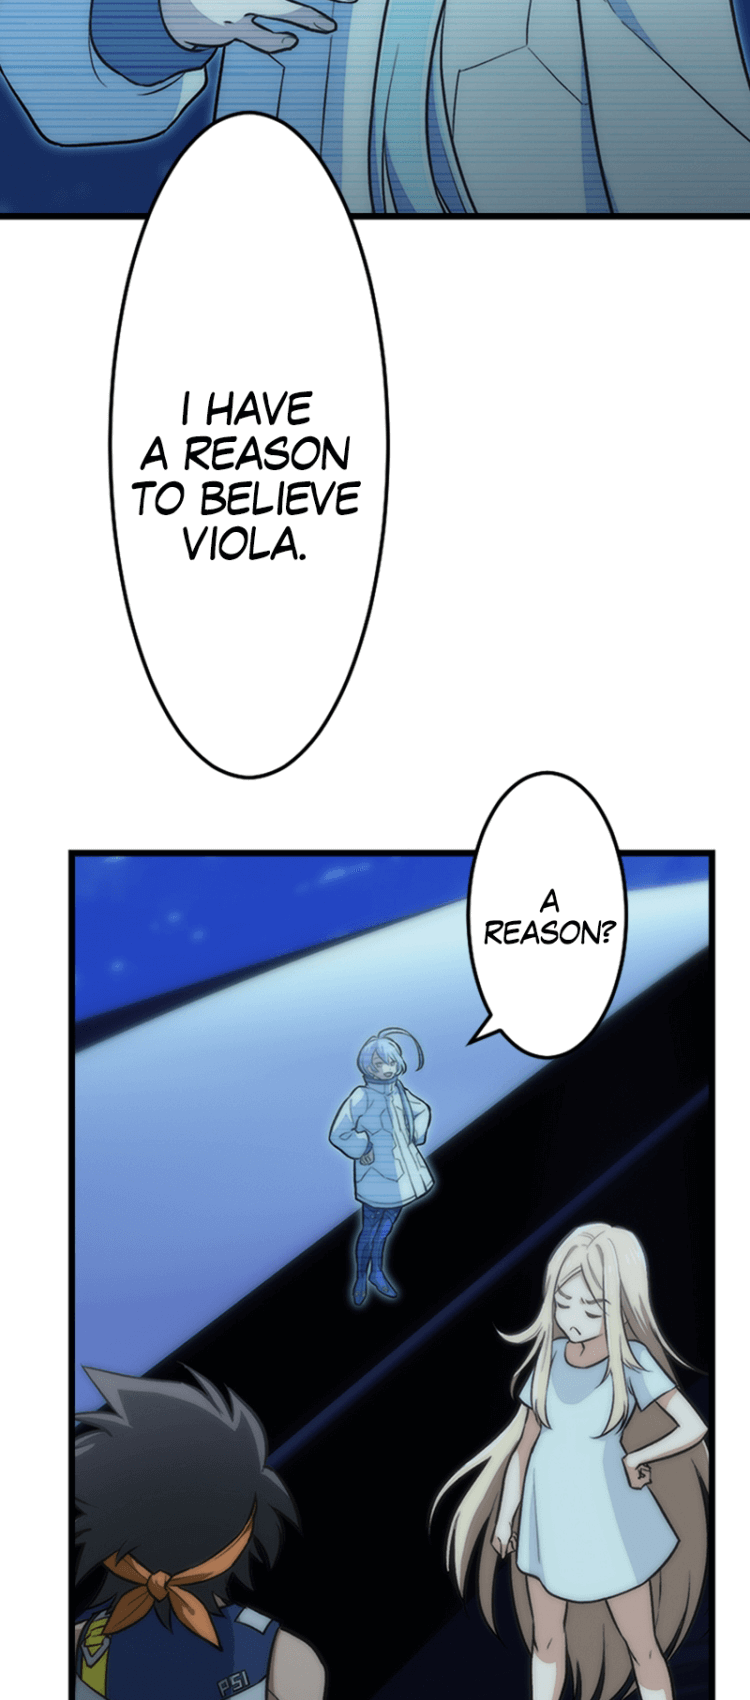 I HAVE
A REASON
TO BELIEVE
VIOLA.
A
REASON?
PSI